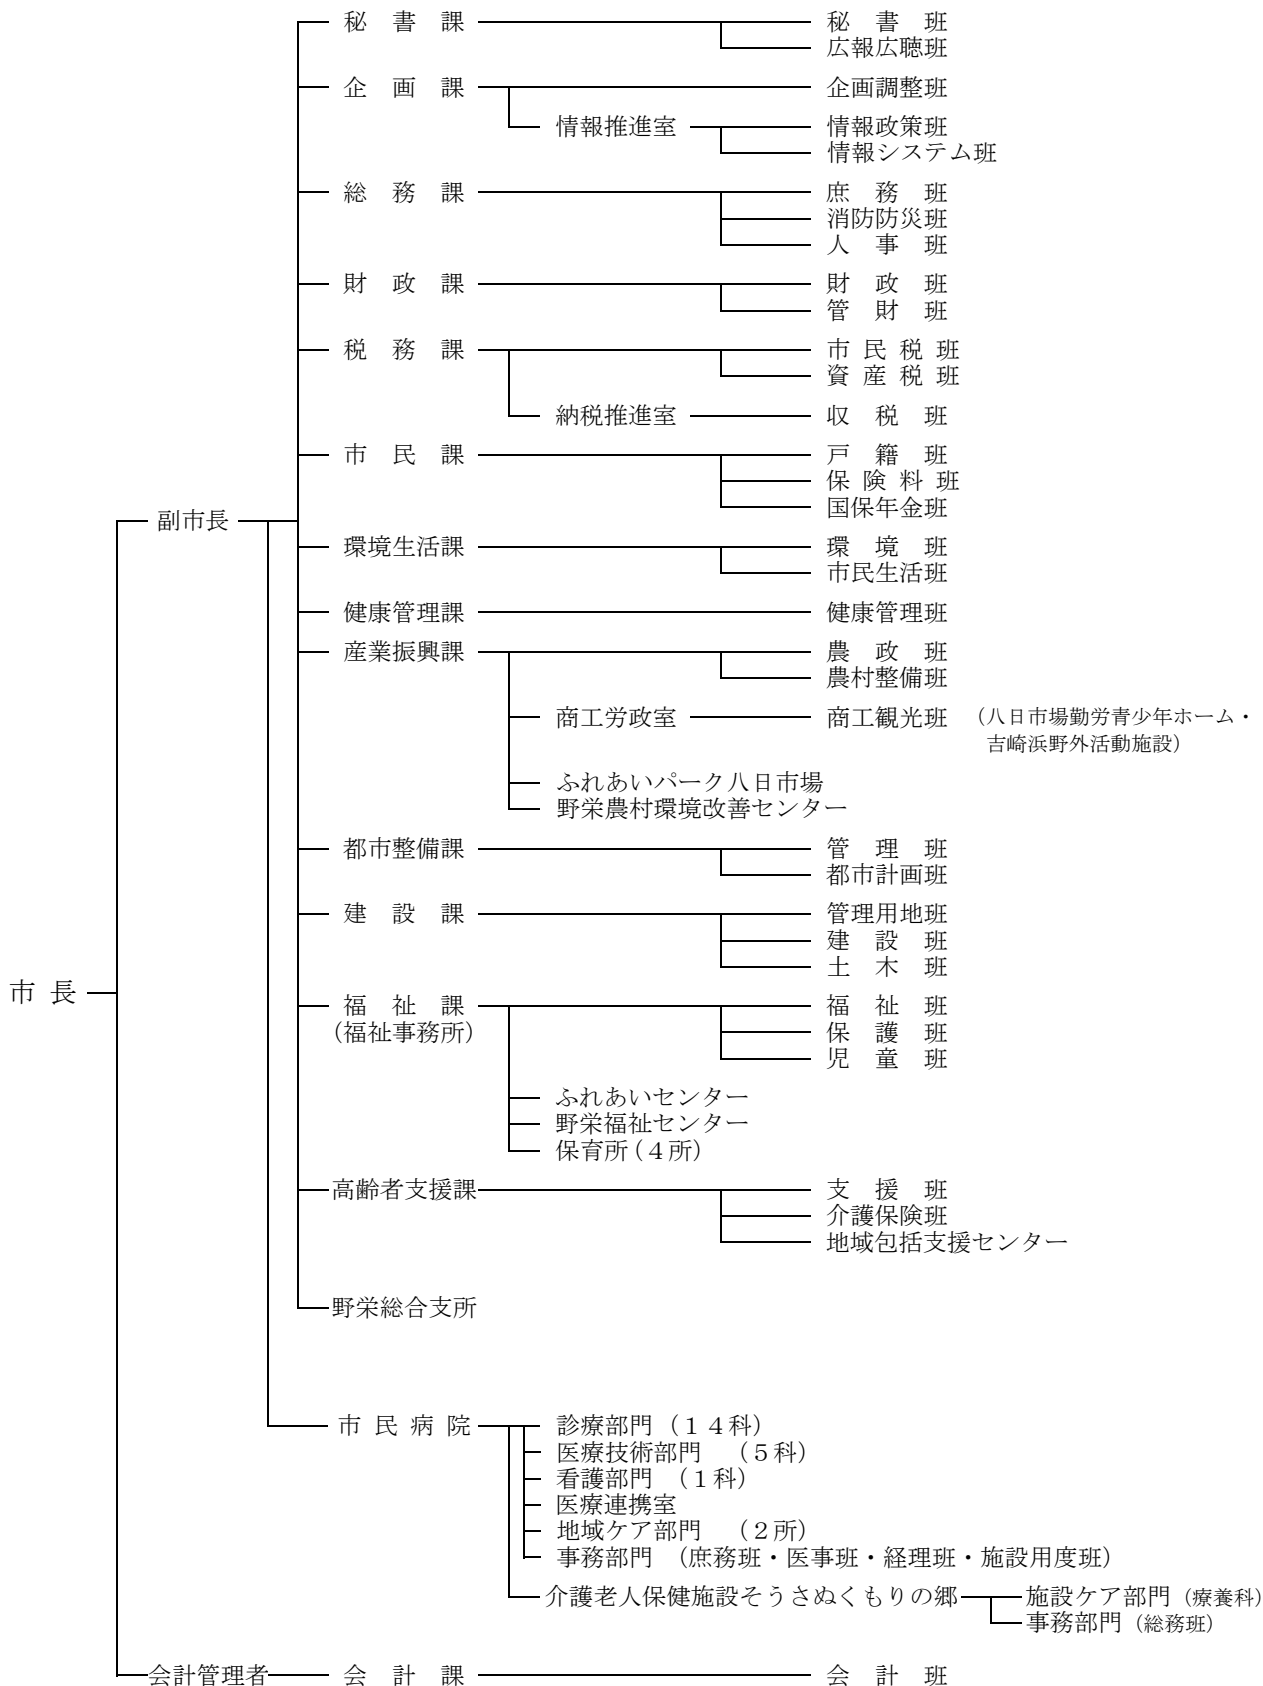 秘書課 秘書班
広報広聴班
企画課 企画調整班
情報推進室 情報政策班
情報システム班
総務課 庶務班
消防防災班
人事班
財政課 財政班
管財班
税務課 市民税班
資産税班
納税推進室 収税班
市民課 戸籍班
保険料班
国保年金班
副市長
環境生活課 環境班
市民生活班
健康管理課 健康管理班
産業振興課 農政班
農村整備班
商工労政室 商工観光班 （八日市場勤労青少年ホーム・
吉崎浜野外活動施設）
ふれあいパーク八日市場
野栄農村環境改善センター
都市整備課 管理班
都市計画班
建設課 管理用地班
建設班
土木班
市長
福祉課 福祉班
（福祉事務所） 保護班
児童班
ふれあいセンター
野栄福祉センター
保育所（４所）
高齢者支援課 支援班
介護保険班
地域包括支援センター
野栄総合支所
市民病院 診療部門（１４科）
医療技術部門 （５科）
看護部門 （１科）
医療連携室
地域ケア部門 （２所）
事務部門 （庶務班・医事班・経理班・施設用度班）
介護老人保健施設そうさぬくもりの郷 施設ケア部門（療養科）
事務部門（総務班）
会計管理者 会計課 会計班